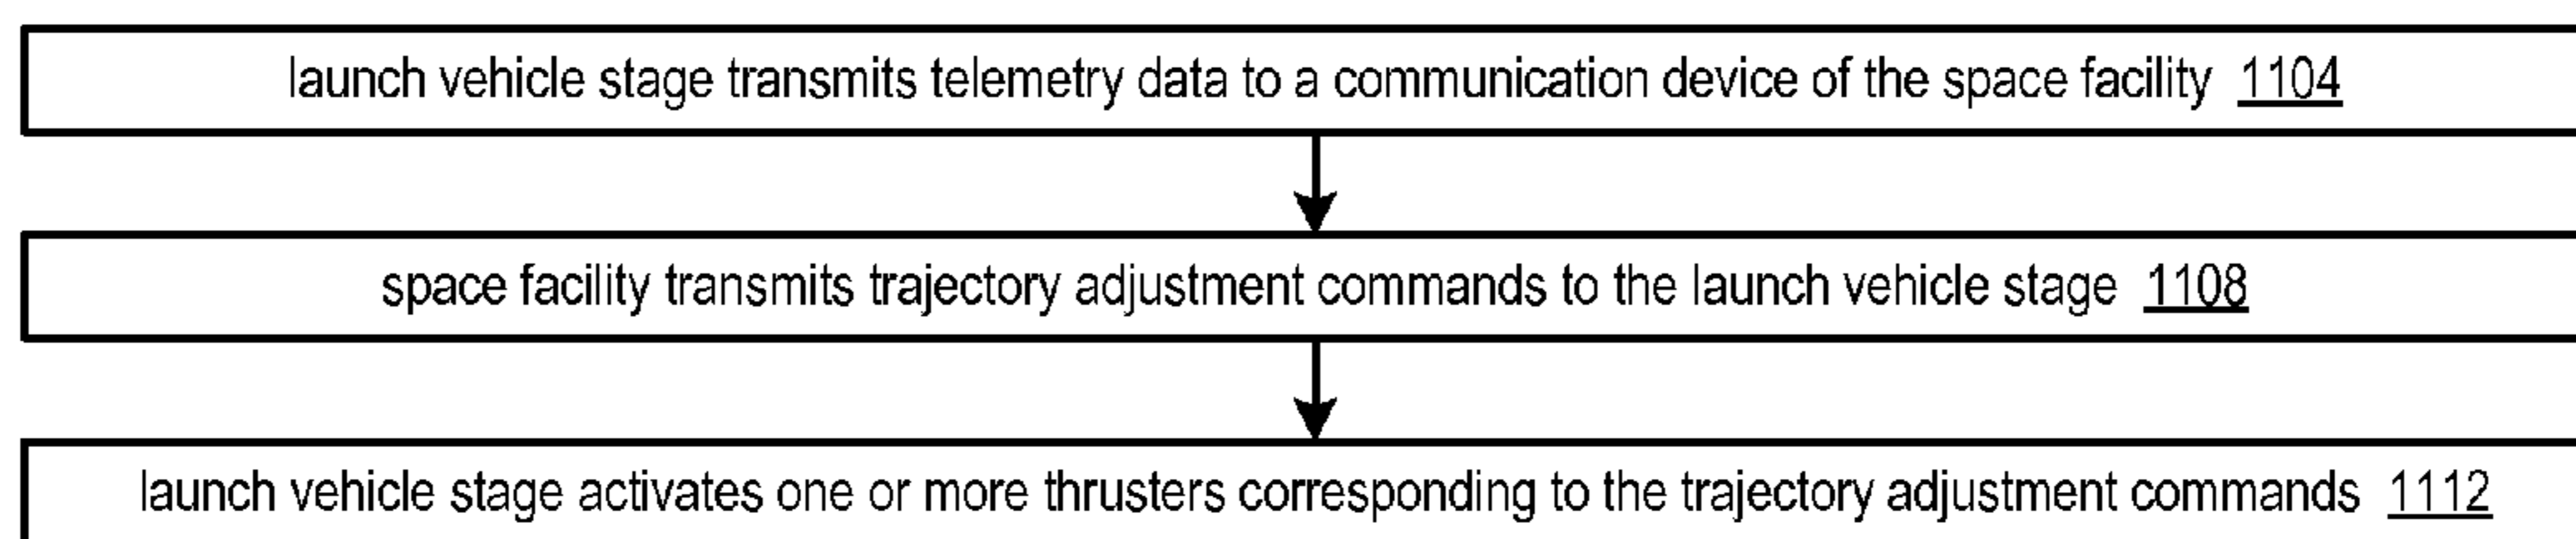 launch vehicle stage transmits telemetry data to a communication device of the space facility 1104
space facility transmits trajectory adjustment commands to the launch vehicle stage 1108
launch vehicle stage activates one or more thrusters corresponding to the trajectory adjustment commands 1112